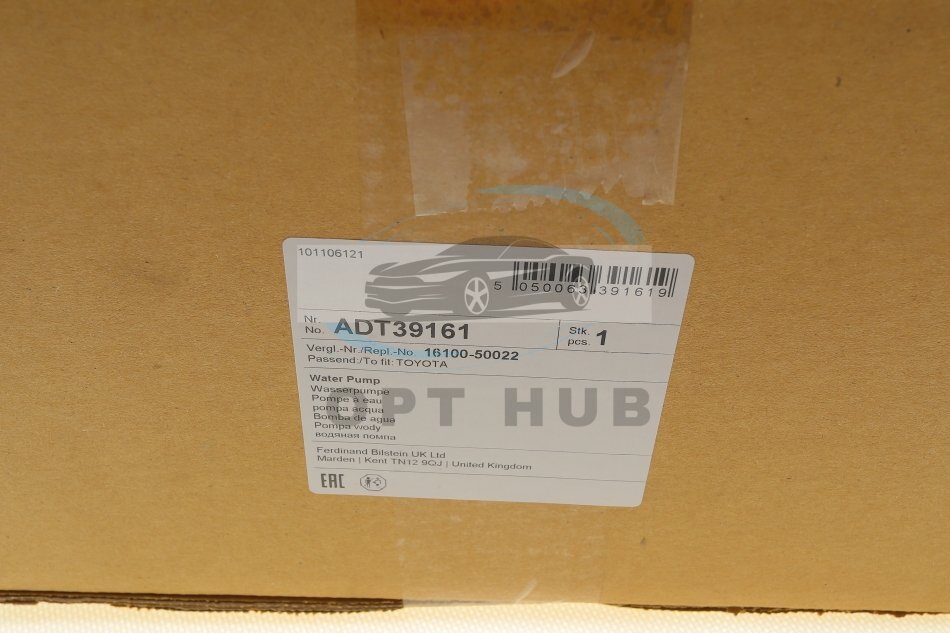 101106121
5 050063 391619
Nr.
No. ADT39161
Stk.
pcs. 1
Vergl.-Nr./Repl.-No. 16100-50022
Passend:/To fit: TOYOTA
Water Pump
Wasserpumpe
Pompe à eau
pompa acqua
Bomba de agua
Pompa wody
водяная помпа
OPT HUB
Ferdinand Bilstein UK Ltd
Marden | Kent TN12 9QJ | United Kingdom
EAC